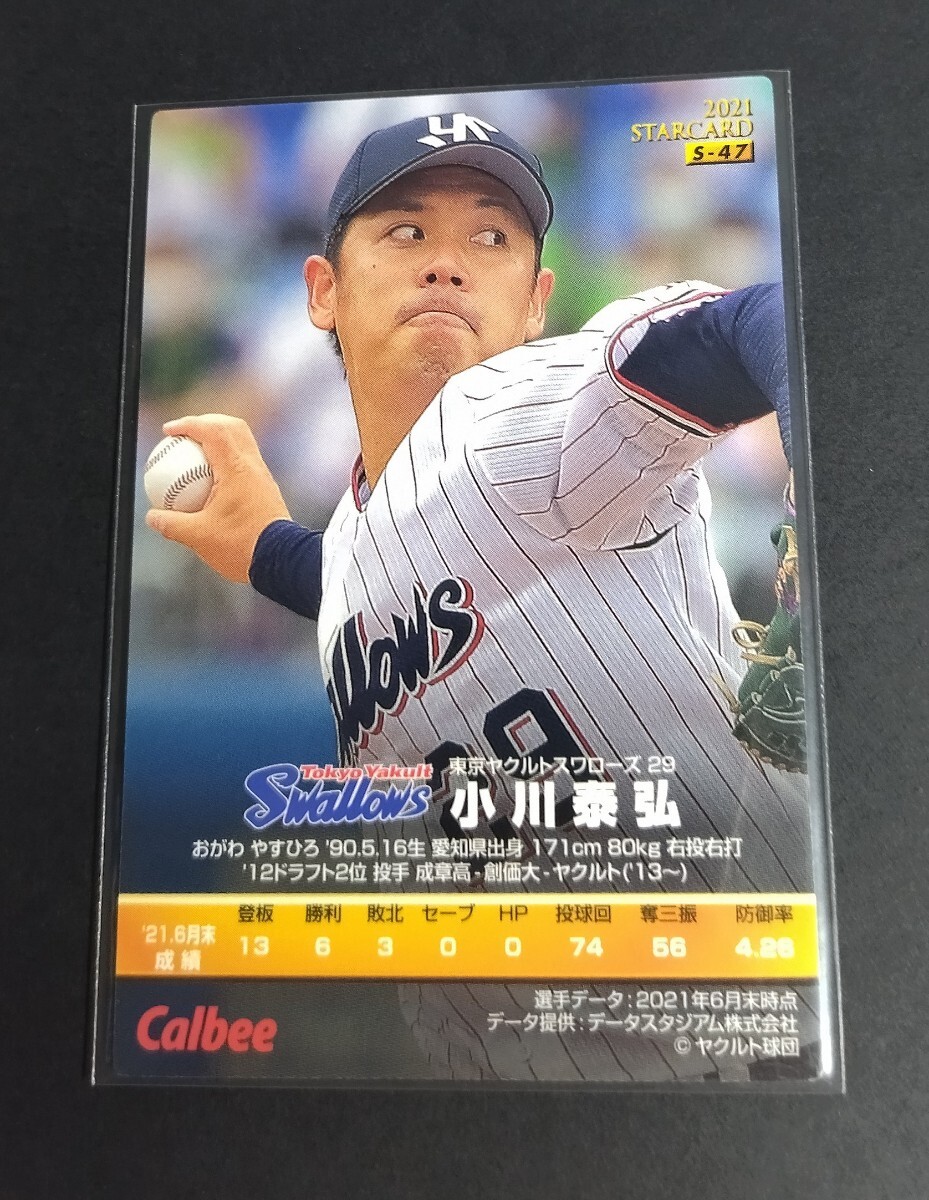 2021
STARCARD
S-47
allows
29
Tokyo Yakult
Swallows
東京ヤクルトスワローズ 29
小川泰弘
おがわ やすひろ '90.5.16生 愛知県出身 171cm 80kg 右投右打
'12ドラフト2位 投手 成章高-創価大-ヤクルト('13~)
登板 勝利 敗北 セーブ HP 投球回 奪三振 防御率
'21.6月末
成績 13 6 3 0 0 74 56 4.26
Calbee
選手データ:2021年6月末時点
データ提供:データスタジアム株式会社
©ヤクルト球団